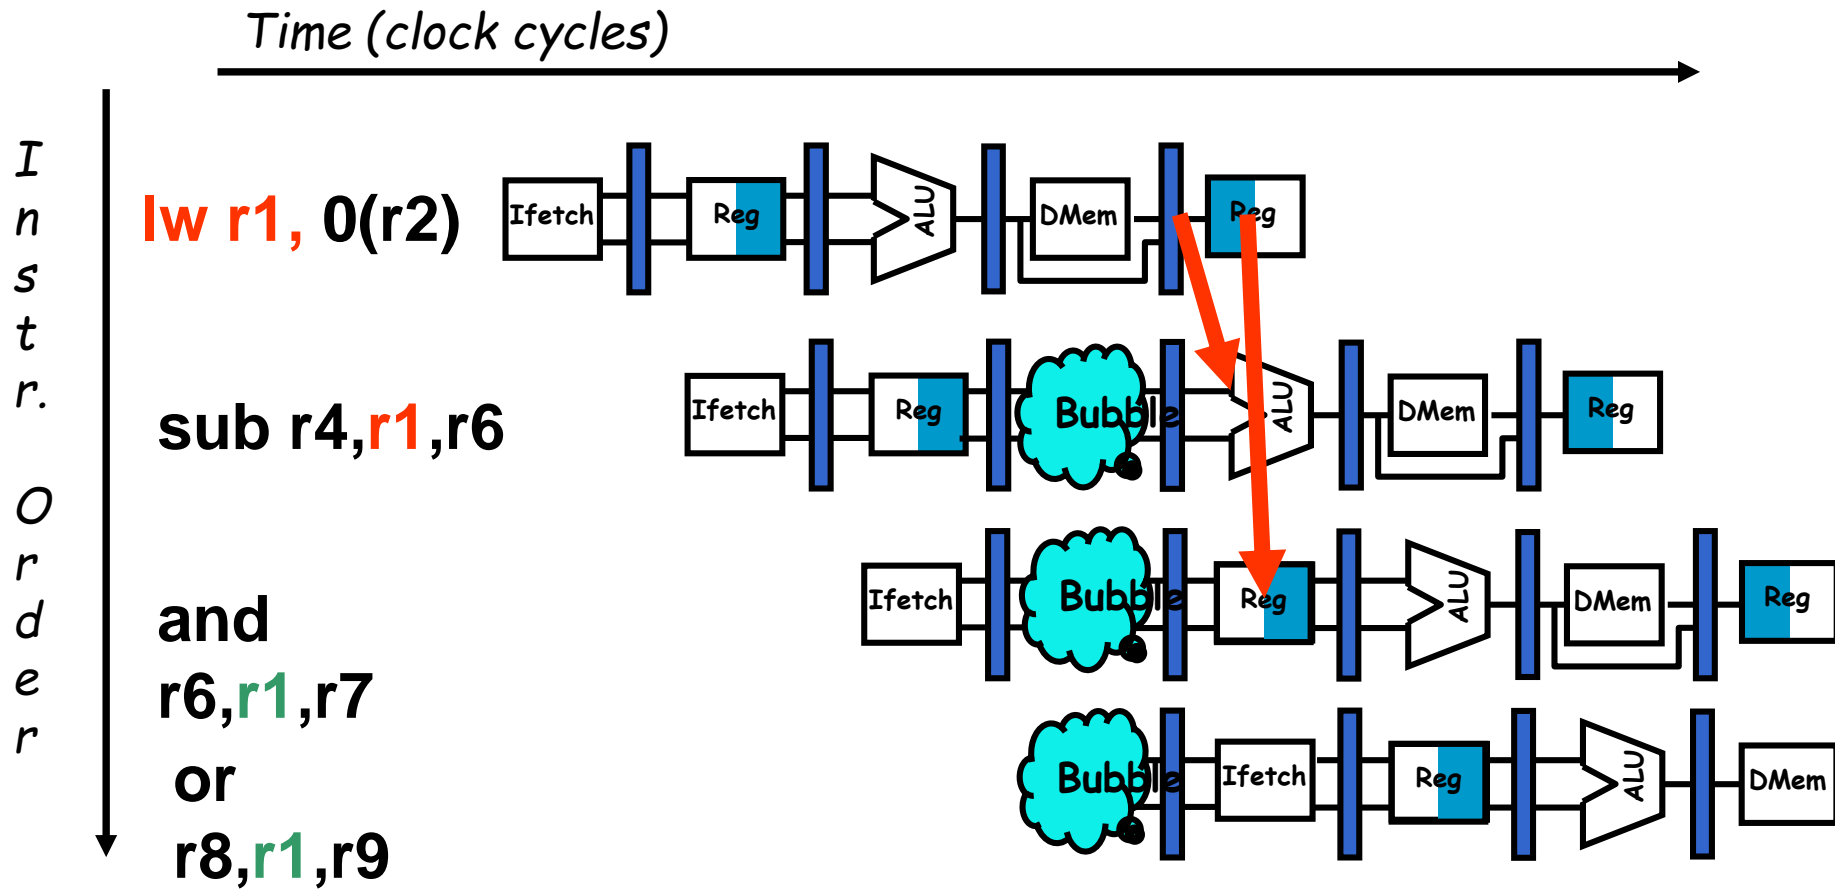 Time (clock cycles)
Instr. Order
lw r1, 0(r2)
Ifetch Reg ALU DMem Reg
sub r4,r1,r6
Ifetch Reg Bubble ALU DMem Reg
and
r6,r1,r7
Ifetch Bubble Reg ALU DMem Reg
or
r8,r1,r9
Bubble Ifetch Reg ALU DMem